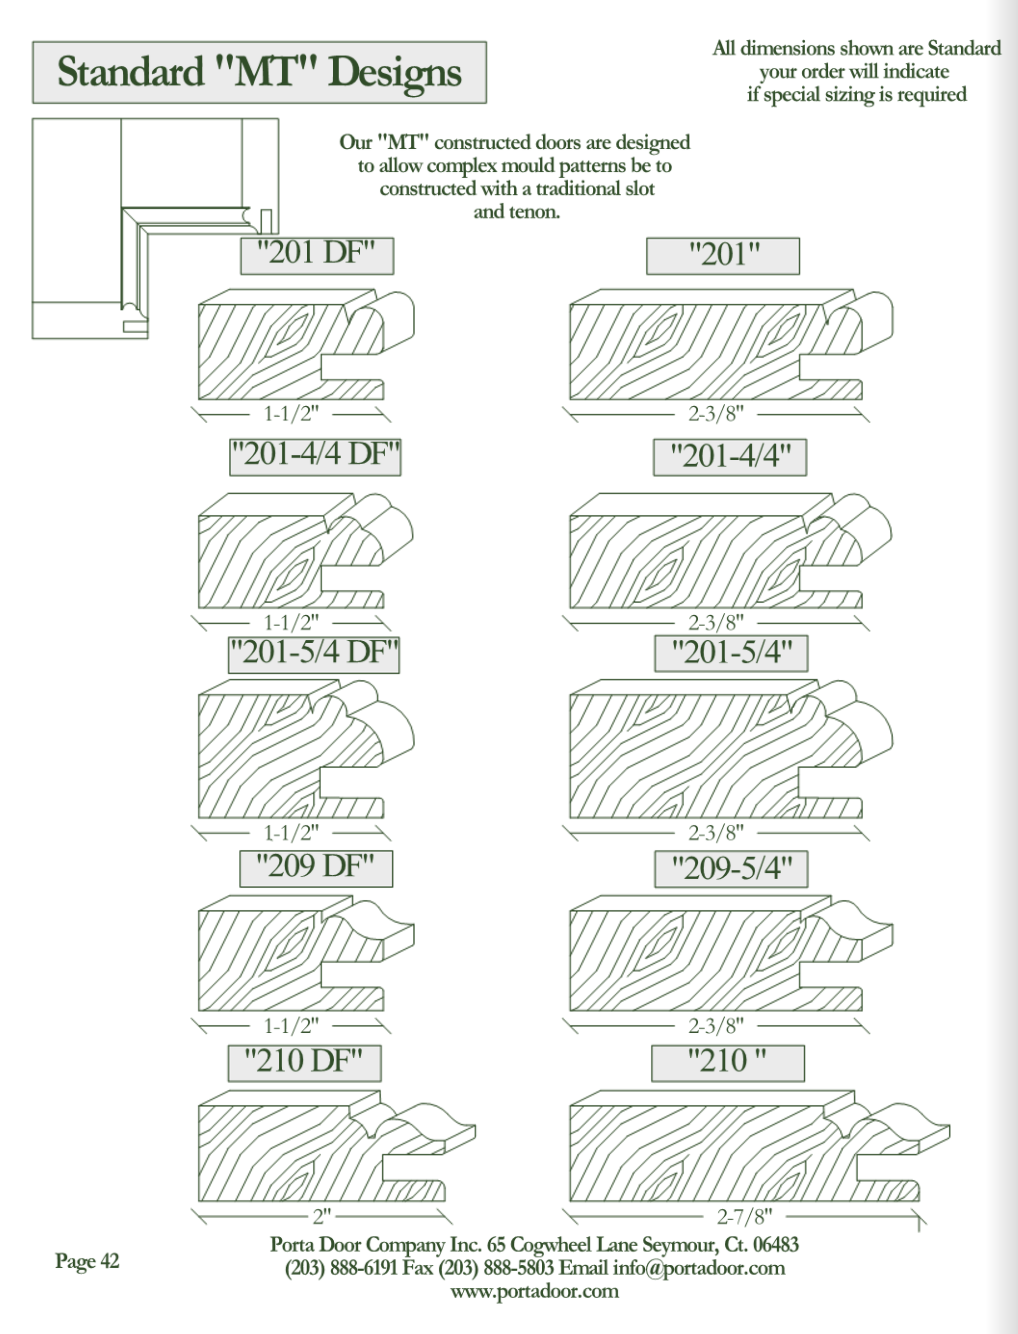 Standard "MT" Designs
All dimensions shown are Standard
your order will indicate
if special sizing is required
Our "MT" constructed doors are designed
to allow complex mould patterns be to
constructed with a traditional slot
and tenon.
"201 DF"
"201"
1-1/2"
2-3/8"
"201-4/4 DF"
"201-4/4"
1-1/2"
2-3/8"
"201-5/4 DF"
"201-5/4"
1-1/2"
2-3/8"
"209 DF"
"209-5/4"
1-1/2"
2-3/8"
"210 DF"
"210 "
2"
2-7/8"
Porta Door Company Inc. 65 Cogwheel Lane Seymour, Ct. 06483
(203) 888-6191 Fax (203) 888-5803 Email info@portadoor.com
www.portadoor.com
Page 42